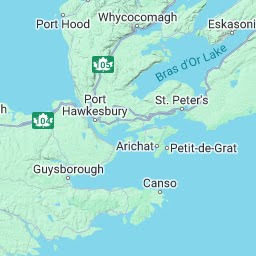 Whycocomagh
Port Hood
Eskasoni
105
Bras d'Or Lake
Port
Hawkesbury
St. Peter's
104
Arichat
Petit-de-Grat
Guysborough
Canso